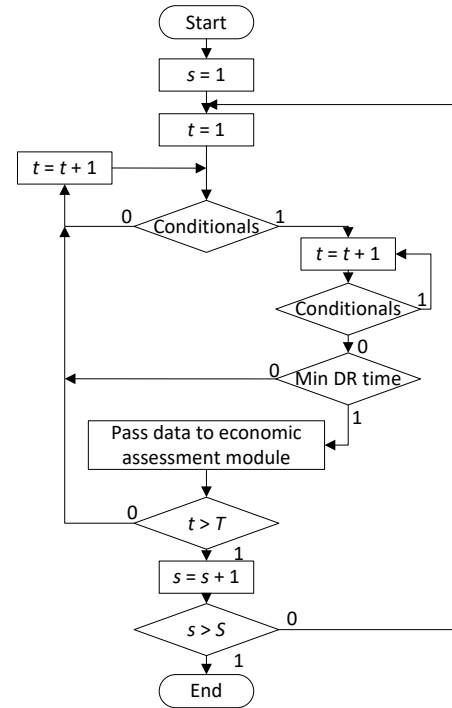 Start
s = 1
t = 1
t = t + 1
Conditionals
0
1
t = t + 1
Conditionals
1
0
Min DR time
0
1
Pass data to economic
assessment module
t > T
0
1
s = s + 1
s > S
0
1
End